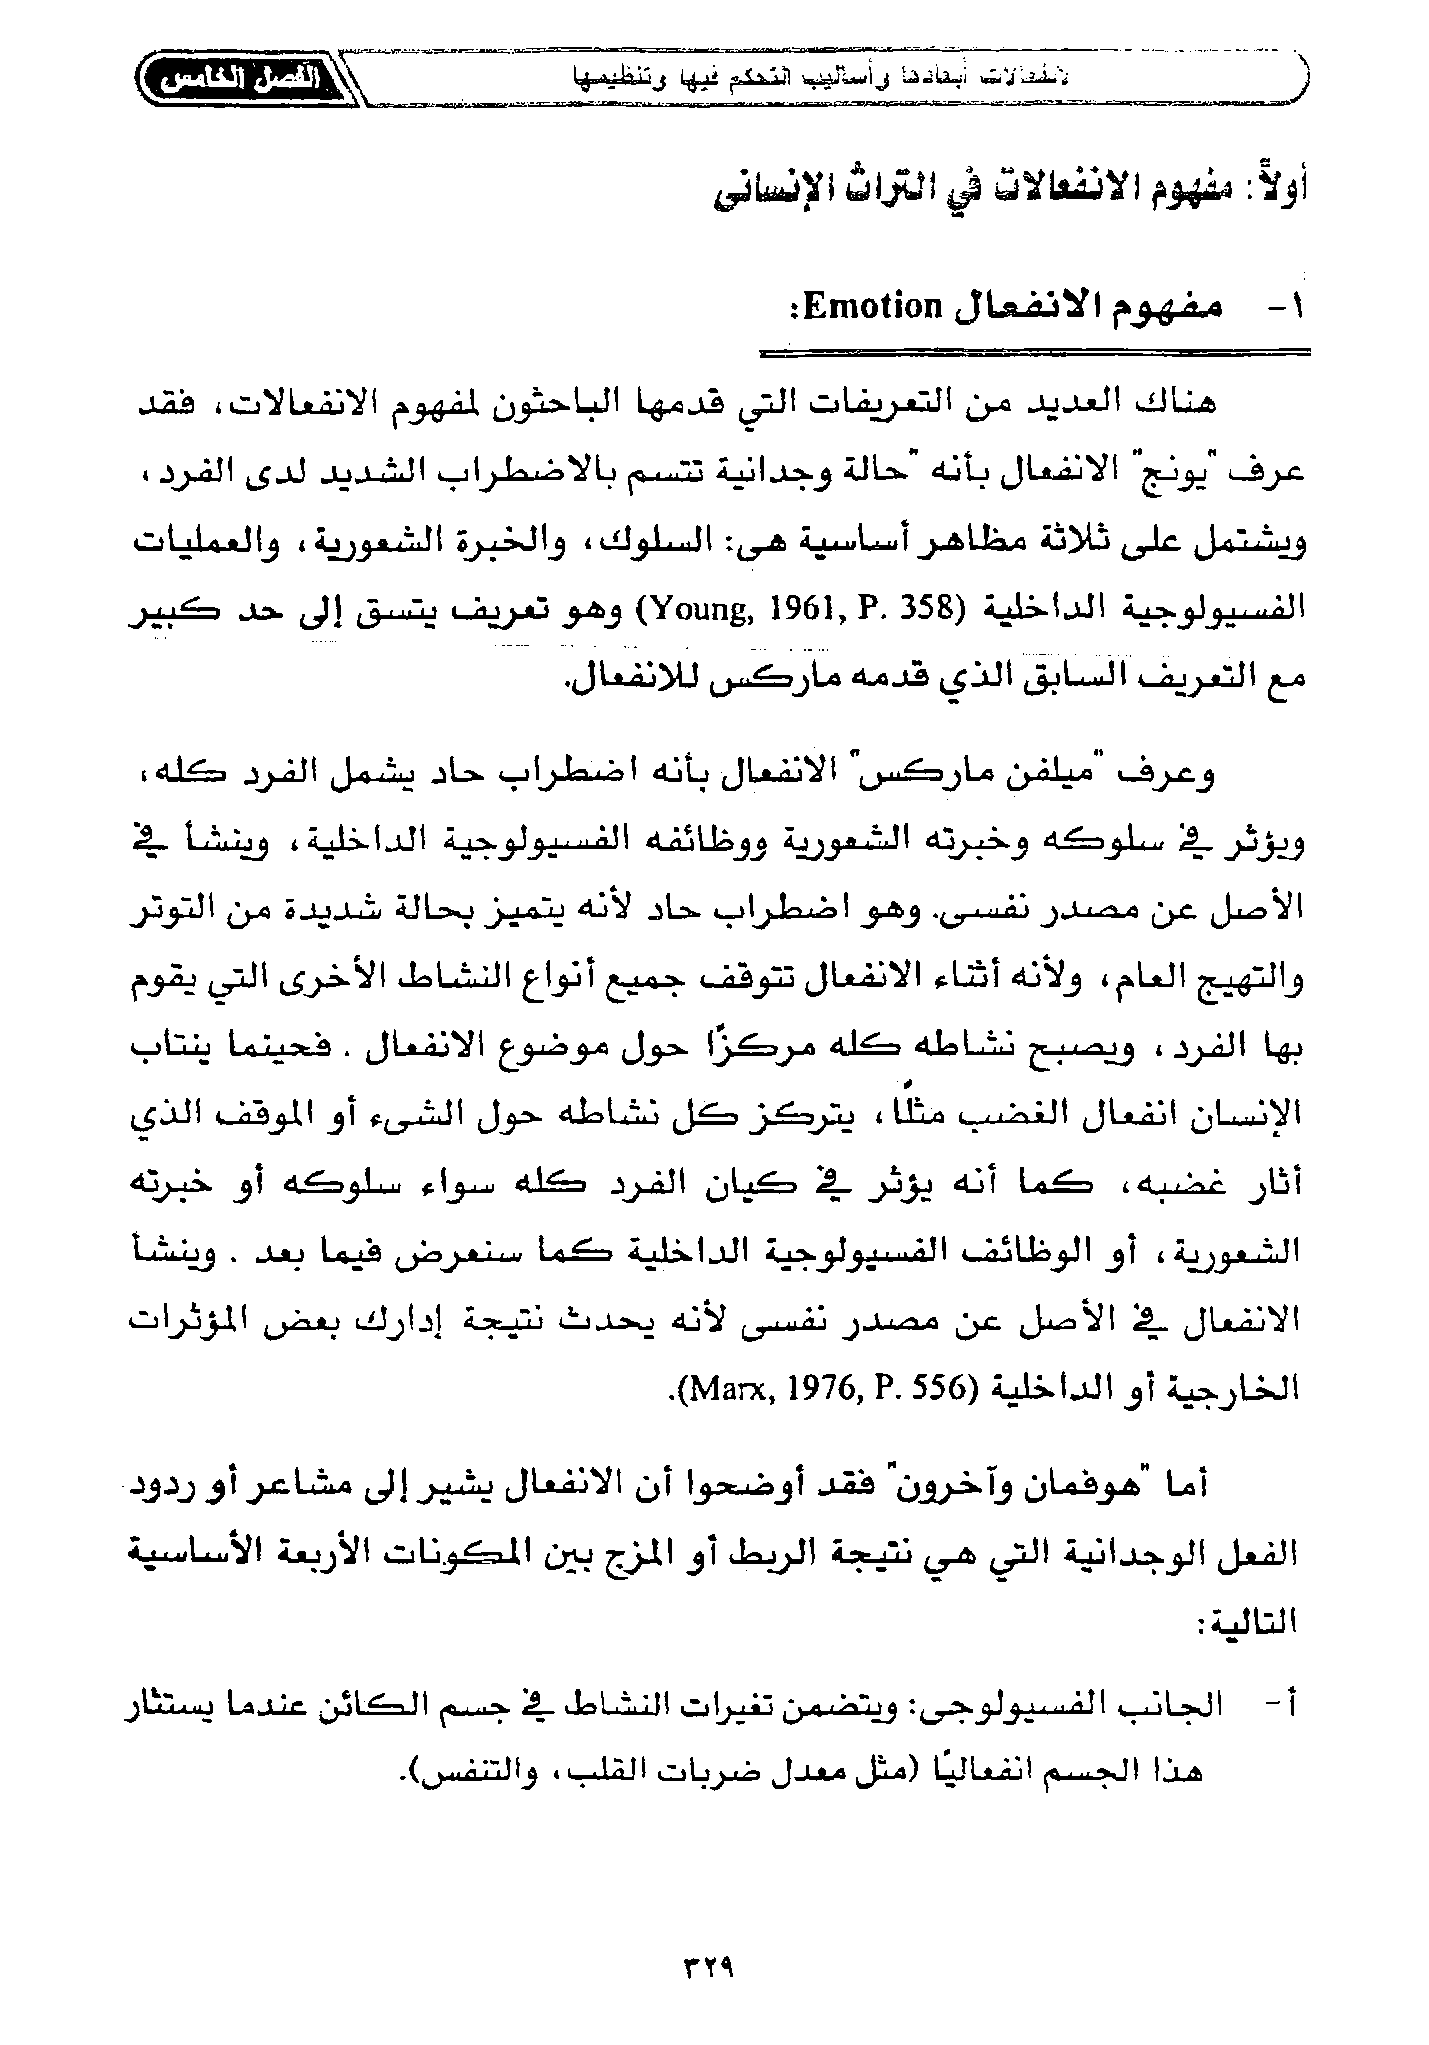 الفصل الخامس
لانفعالات أبعادها وأساليب التحكم فيها وتنظيمها
أولاً: مفهوم الانفعالات في التراث الإنسانى
١- مفهوم الانفعال Emotion:
هناك العديد من التعريفات التي قدمها الباحثون لمفهوم الانفعالات، فقد
عرف "يونج" الانفعال بأنه "حالة وجدانية تتسم بالاضطراب الشديد لدى الفرد،
ويشتمل على ثلاثة مظاهر أساسية هى: السلوك، والخبرة الشعورية، والعمليات
الفسيولوجية الداخلية (Young, 1961, P. 358) وهو تعريف يتسق إلى حد كبير
مع التعريف السابق الذي قدمه ماركس للانفعال.
وعرف "ميلفن ماركس" الانفعال بأنه اضطراب حاد يشمل الفرد كله،
ويؤثر في سلوكه وخبرته الشعورية ووظائفه الفسيولوجية الداخلية، وينشأ في
الأصل عن مصدر نفسى. وهو اضطراب حاد لأنه يتميز بحالة شديدة من التوتر
والتهيج العام، ولأنه أثناء الانفعال تتوقف جميع أنواع النشاط الأخرى التي يقوم
بها الفرد، ويصبح نشاطه كله مركزًا حول موضوع الانفعال. فحينما ينتاب
الإنسان انفعال الغضب مثلًا، يتركز كل نشاطه حول الشىء أو الموقف الذي
أثار غضبه، كما أنه يؤثر في كيان الفرد كله سواء سلوكه أو خبرته
الشعورية، أو الوظائف الفسيولوجية الداخلية كما سنعرض فيما بعد. وينشأ
الانفعال في الأصل عن مصدر نفسى لأنه يحدث نتيجة إدارك بعض المؤثرات
الخارجية أو الداخلية (Marx, 1976, P. 556).
أما "هوفمان وآخرون" فقد أوضحوا أن الانفعال يشير إلى مشاعر أو ردود
الفعل الوجدانية التي هي نتيجة الربط أو المزج بين المكونات الأربعة الأساسية
التالية:
أ- الجانب الفسيولوجى: ويتضمن تغيرات النشاط في جسم الكائن عندما يستثار
هذا الجسم انفعاليًا (مثل معدل ضربات القلب، والتنفس).
٣٢٩